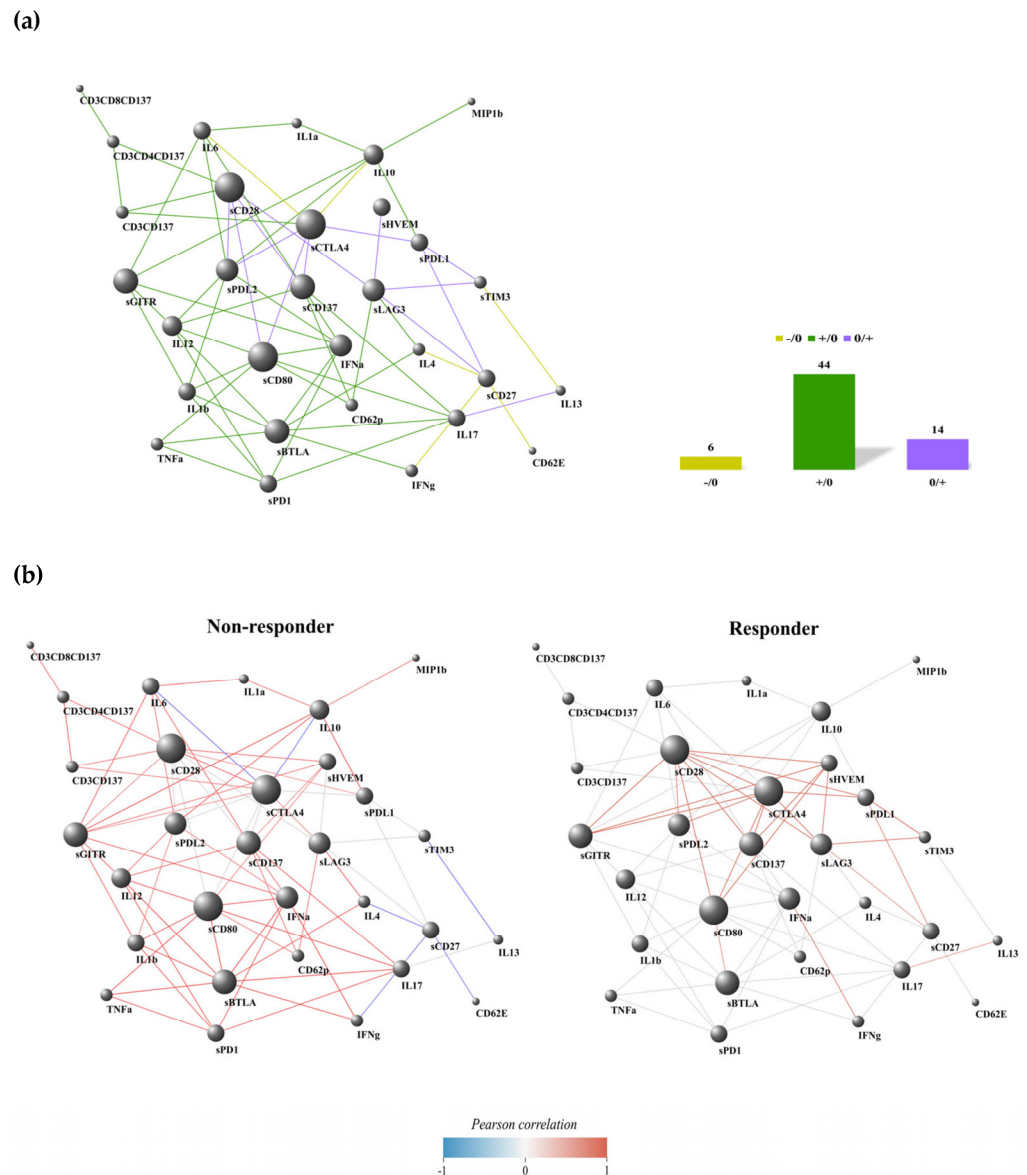 (a)
CD3CD8CD137
MIP1b
IL1a
IL6
CD3CD4CD137
IL10
sCD28
sHVEM
CD3CD137
sCTLA4
sPDL1
sPDL2
sTIM3
sGITR
sCD137
sLAG3
IL12
IFNa
IL4
sCD80
sCD27
IL13
IL1b
CD62p
IL17
TNFa
sBTLA
CD62E
IFNg
sPD1
-/0 +/0 0/+
44
14
6
-/0 +/0 0/+
(b)
Non-responder
CD3CD8CD137
MIP1b
IL1a
IL6
CD3CD4CD137
IL10
sCD28
sHVEM
CD3CD137
sCTLA4
sPDL1
sPDL2
sTIM3
sGITR
sCD137
sLAG3
IL12
IFNa
IL4
sCD80
sCD27
IL13
IL1b
CD62p
IL17
TNFa
sBTLA
CD62E
IFNg
sPD1
Responder
CD3CD8CD137
MIP1b
IL1a
IL6
CD3CD4CD137
IL10
sCD28
sHVEM
CD3CD137
sCTLA4
sPDL1
sPDL2
sTIM3
sGITR
sCD137
sLAG3
IL12
IFNa
IL4
sCD80
sCD27
IL13
IL1b
CD62p
IL17
TNFa
sBTLA
CD62E
IFNg
sPD1
Pearson correlation
-1 0 1